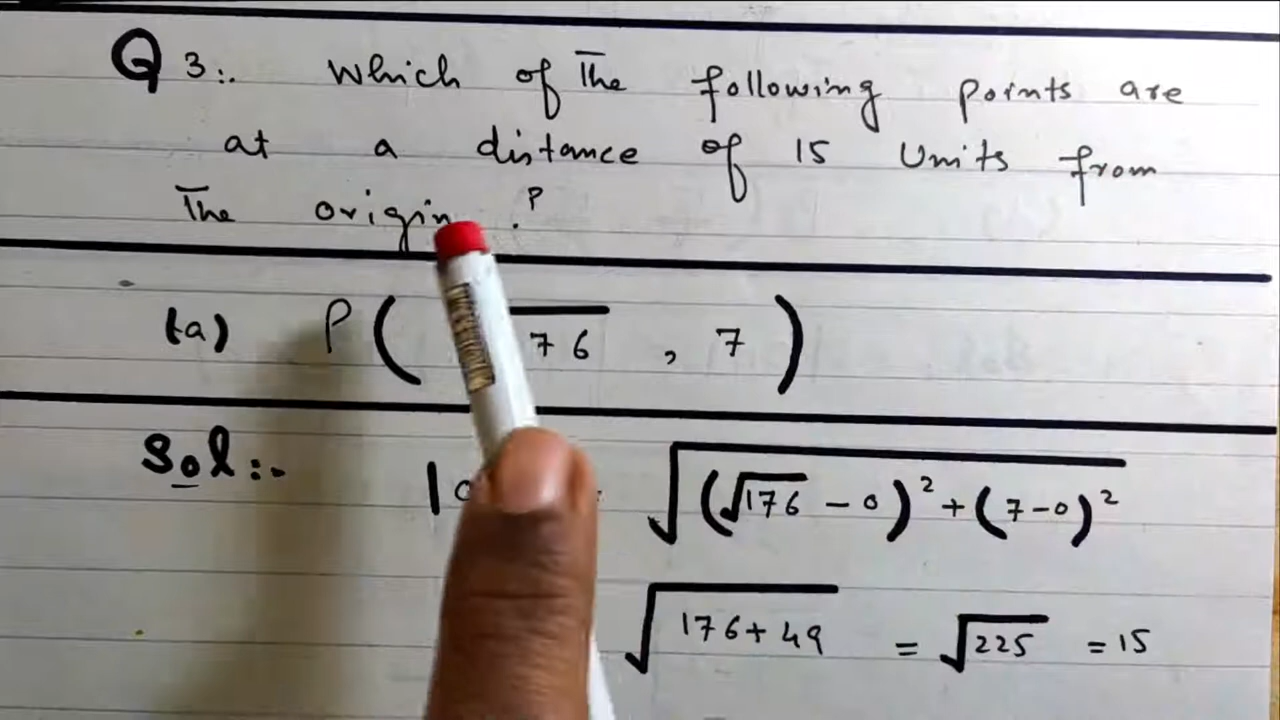 Q 3:. Which of The following points are
at a distance of 15 Units from
The origin.?
(a) P( 76 , 7 )
Sol:- = √((√176 - 0)² + (7-0)²)
√(176+49) = √225 = 15